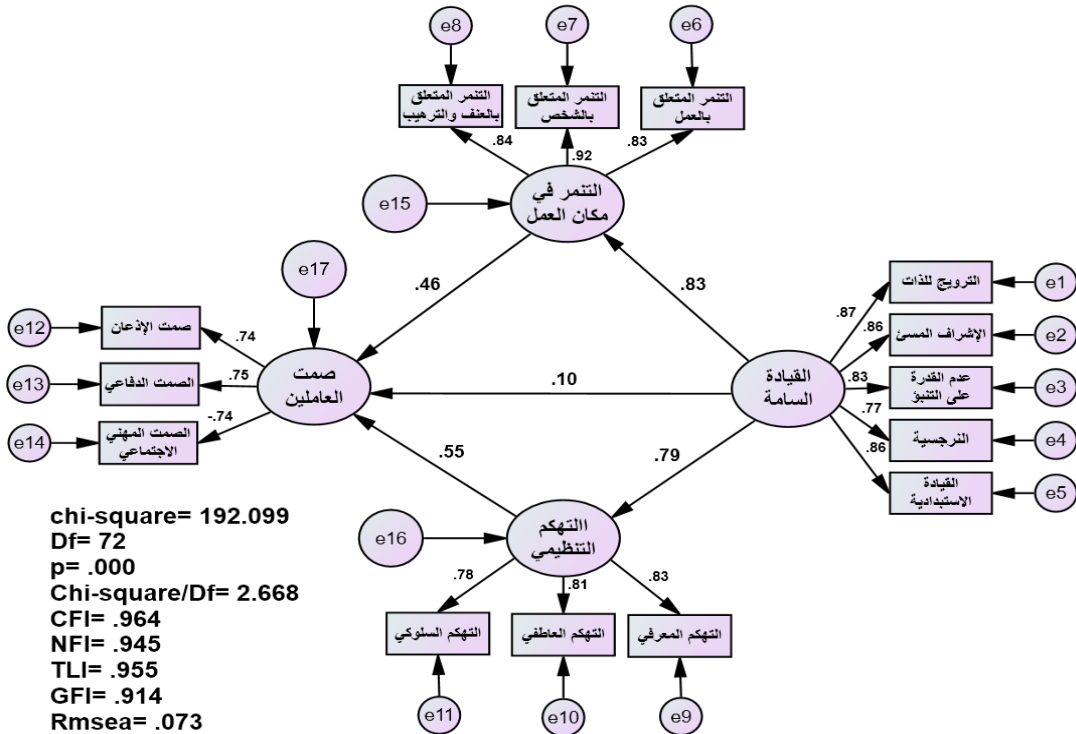 e8
e7
e6
التنمر المتعلق
بالعنف والترهيب
التنمر المتعلق
بالشخص
التنمر المتعلق
بالعمل
.84
.92
.83
e15
التنمر في
مكان العمل
e17
.46
.83
الترويج للذات
e1
.87
الإشراف المسئ
e2
.86
عدم القدرة
على التنبؤ
e3
.83
النرجسية
e4
.77
القيادة
الاستبدادية
e5
.86
القيادة
السامة
.10
e12
صمت الإذعان
.74
e13
الصمت الدفاعي
.75
e14
الصمت المهني
الاجتماعي
-.74
صمت
العاملين
.55
.79
e16
االتهكم
التنظيمي
.78
.81
.83
التهكم السلوكي
التهكم العاطفي
التهكم المعرفي
e11
e10
e9
chi-square= 192.099
Df= 72
p= .000
Chi-square/Df= 2.668
CFI= .964
NFI= .945
TLI= .955
GFI= .914
Rmsea= .073